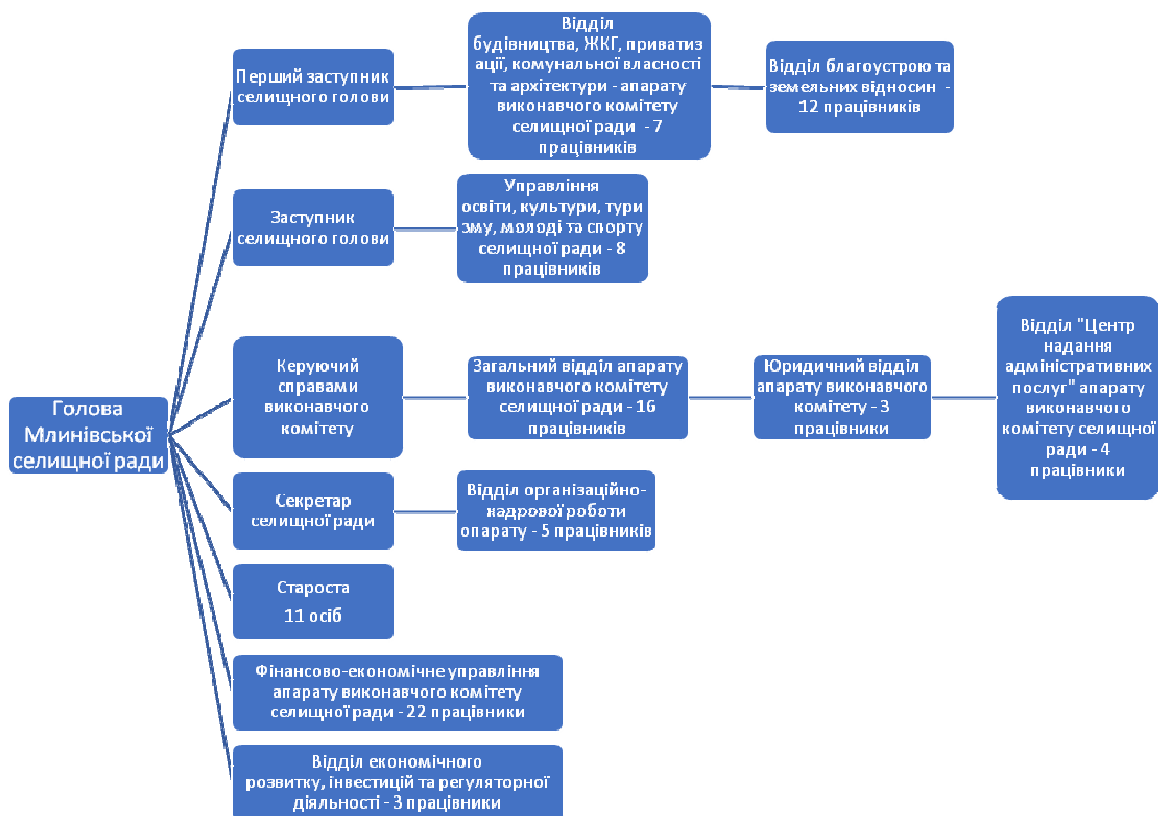 Голова
Млинівської
селищної ради
Перший заступник
селищного голови
Відділ
будівництва, ЖКГ, приватиз
ації, комунальної власності
та архітектури - апарату
виконавчого комітету
селищної ради - 7
працівників
Відділ благоустрою та
земельних відносин -
12 працівників
Заступник
селищного голови
Управління
освіти, культури, тури
зму, молоді та спорту
селищної ради - 8
працівників
Керуючий
справами
виконавчого
комітету
Загальний відділ апарату
виконавчого комітету
селищної ради - 16
працівників
Юридичний відділ
апарату виконавчого
комітету - 3
працівники
Відділ "Центр
надання
адміністративних
послуг" апарату
виконавчого
комітету селищної
ради - 4
працівники
Секретар
селищної ради
Відділ організаційно-
кадрової роботи
опарату - 5 працівників
Староста
11 осіб
Фінансово-економічне управління
апарату виконавчого комітету
селищної ради - 22 працівники
Відділ економічного
розвитку, інвестицій та регуляторної
діяльності - 3 працівники